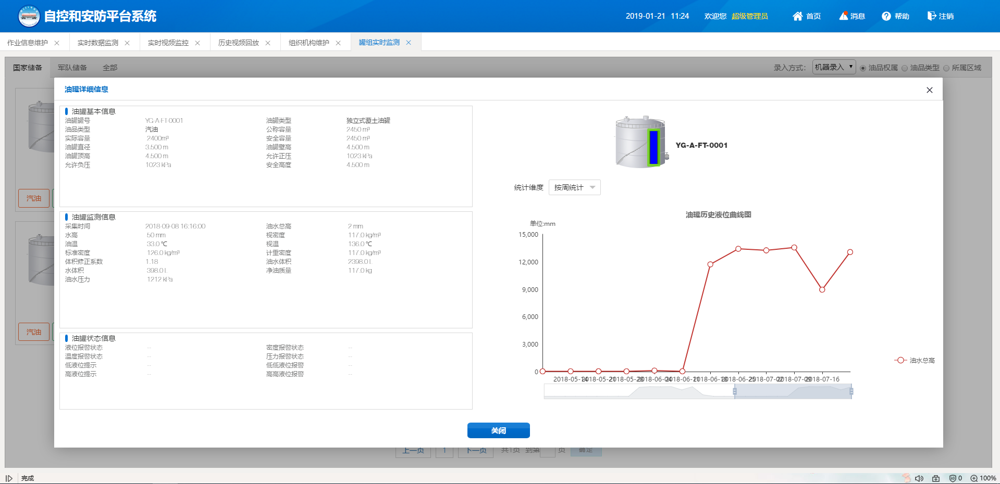 自控和安防平台系统
2019-01-21 11:24 欢迎您 超级管理员 首页 消息 帮助 注销
作业信息维护 实时数据监测 实时视频监控 历史视频回放 组织机构维护 罐组实时监测
国家储备 军队储备 全部 录入方式: 机器录入 油品权属 油品类型 所属区域
油罐详细信息
油罐基本信息
油罐罐号 YG-A-FT-0001 油罐类型 独立式覆土油罐
油品类型 汽油 公称容量 2450 m³
实际容量 2400m³ 安全容量 2450 m³
油罐直径 3.500 m 油罐壁高 4.500 m
油罐顶高 4.500 m 允许正压 1023 kPa
允许负压 1023 kPa 安全高度 4.500 m
YG-A-FT-0001
统计维度 按周统计
汽油
油罐监测信息
采集时间 2018-09-08 16:16:00 油水总高 2 mm
水高 50 mm 视密度 117.0 kg/m³
油温 33.0 ℃ 视温 136.0 ℃
标准密度 126.0 kg/m³ 计重密度 117.0 kg/m³
体积修正系数 1.18 油水体积 2398.0 L
水体积 398.0 L 净油质量 117.0 kg
油水压力 1212 kPa
油罐历史液位曲线图
单位:mm
15,000
12,000
9,000
6,000
3,000
0
2018-05-14 2018-05-21 2018-05-28 2018-06-04 2018-06-11 2018-06-18 2018-06-25 2018-07-02 2018-07-09 2018-07-16
油水总高
汽油
油罐状态信息
液位报警状态 -- 密度报警状态 --
温度报警状态 -- 压力报警状态 --
低液位提示 -- 低低液位报警 --
高液位提示 -- 高高液位报警 --
关闭
上一页 1 下一页 共1页 到第 页 确定
完成 0 100%